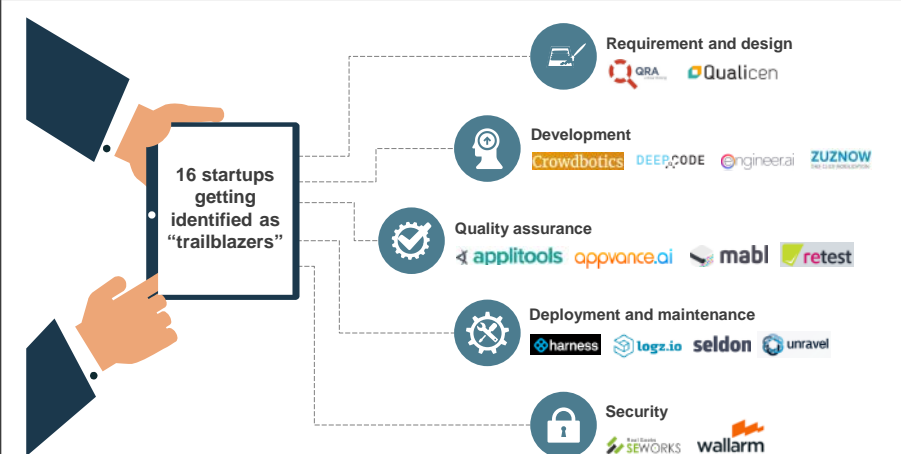 16 startups
getting
identified as
“trailblazers”
Requirement and design
QRA
Qualicen
Development
Crowdbotics DEEPCODE engineer.ai ZUZNOW
Quality assurance
applitools appvance.ai mabl retest
Deployment and maintenance
harness logz.io seldon unravel
Security
SEWORKS wallarm